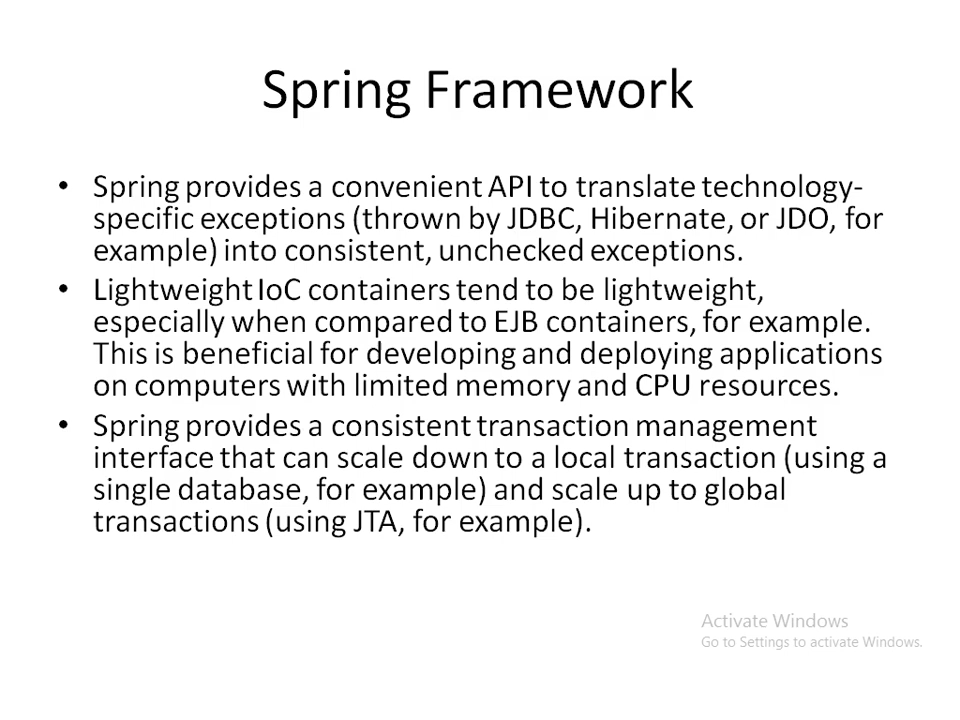 Spring Framework
• Spring provides a convenient API to translate technology-
specific exceptions (thrown by JDBC, Hibernate, or JDO, for
example) into consistent, unchecked exceptions.
• Lightweight IoC containers tend to be lightweight,
especially when compared to EJB containers, for example.
This is beneficial for developing and deploying applications
on computers with limited memory and CPU resources.
• Spring provides a consistent transaction management
interface that can scale down to a local transaction (using a
single database, for example) and scale up to global
transactions (using JTA, for example).
Activate Windows
Go to Settings to activate Windows.